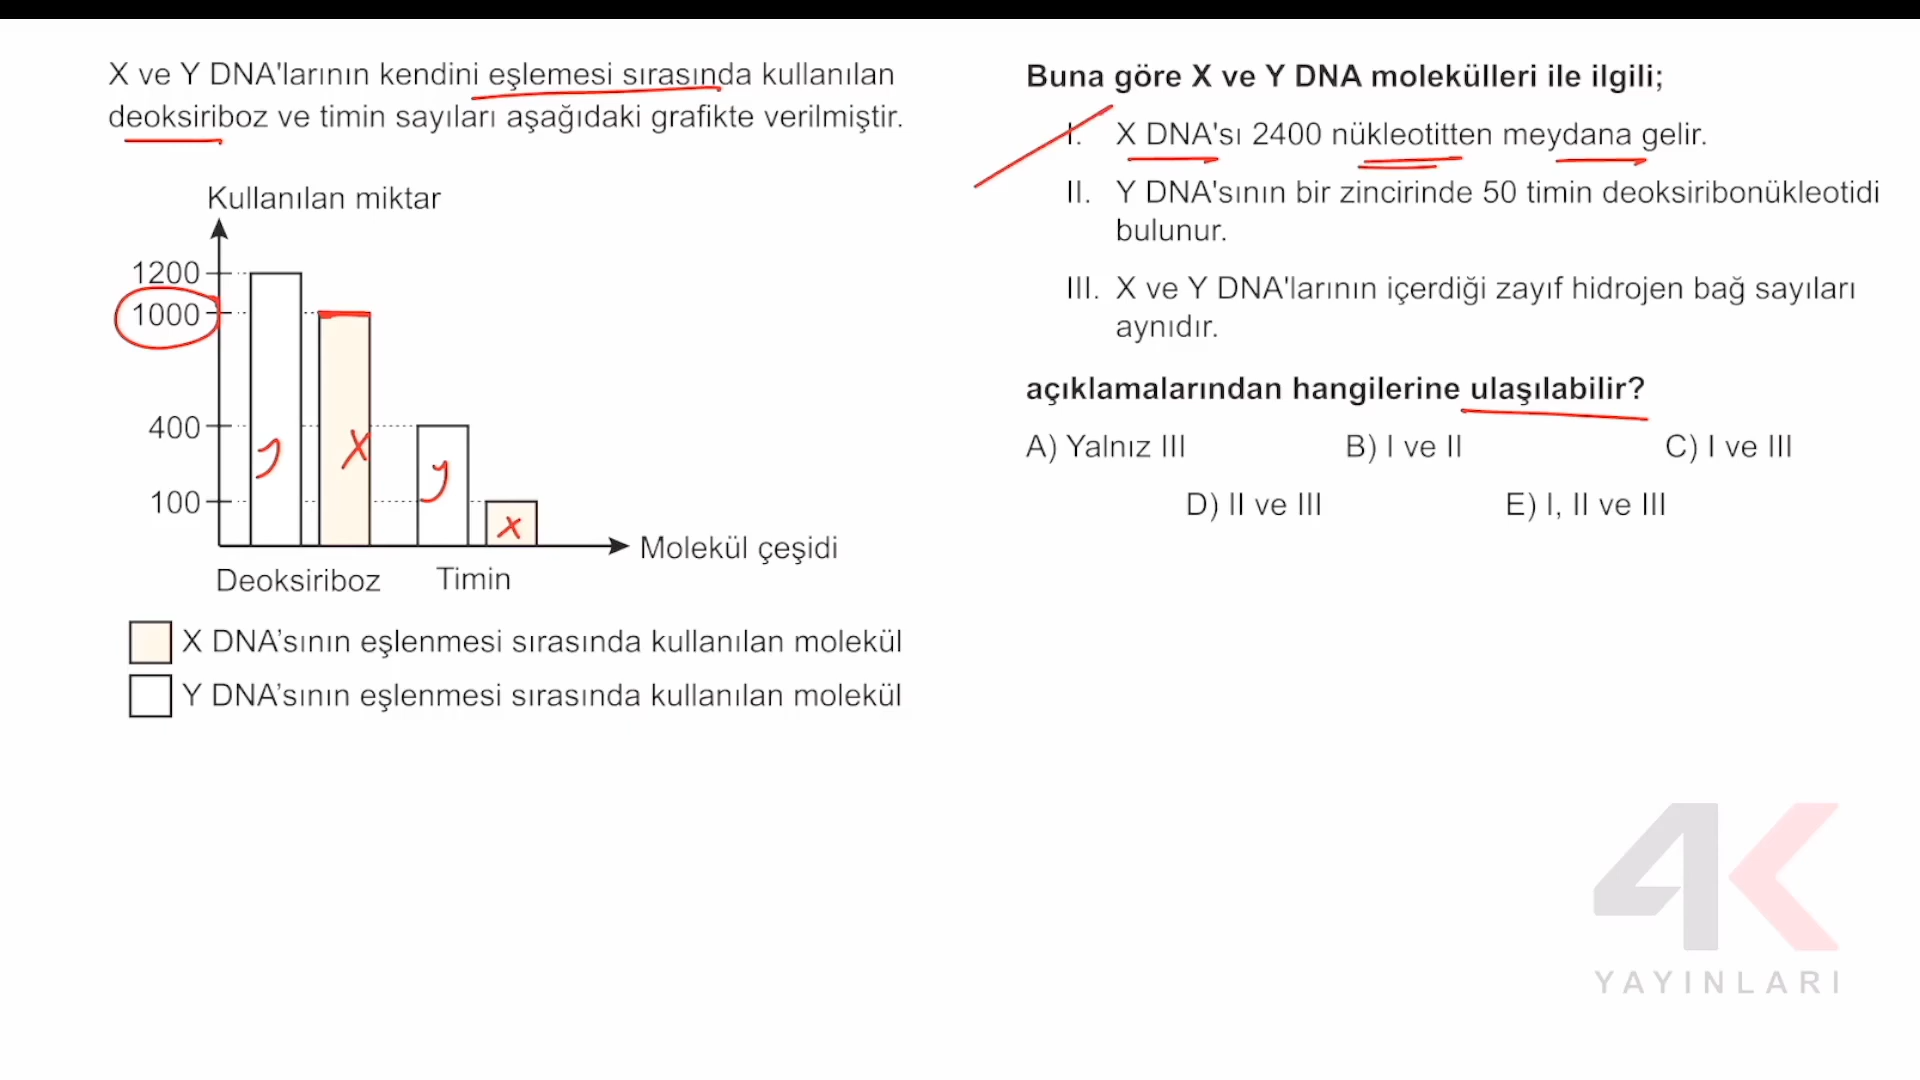 X ve Y DNA'larının kendini eşlemesi sırasında kullanılan
deoksiriboz ve timin sayıları aşağıdaki grafikte verilmiştir.
Kullanılan miktar
1200
1000
400
100
y
x
y
x
Molekül çeşidi
Deoksiriboz
Timin
X DNA’sının eşlenmesi sırasında kullanılan molekül
Y DNA’sının eşlenmesi sırasında kullanılan molekül
Buna göre X ve Y DNA molekülleri ile ilgili;
I. X DNA'sı 2400 nükleotitten meydana gelir.
II. Y DNA'sının bir zincirinde 50 timin deoksiribonükleotidi
bulunur.
III. X ve Y DNA'larının içerdiği zayıf hidrojen bağ sayıları
aynıdır.
açıklamalarından hangilerine ulaşılabilir?
A) Yalnız III B) I ve II C) I ve III
D) II ve III E) I, II ve III
4K
YAYINLARI